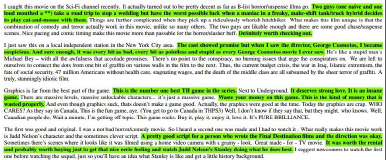 I caught this movie on the Sci-Fi channel recently. It actually turned out to be pretty decent as far as B-list horror/suspense films go. Two guys (one naive and one
loud mouthed a **) take a road trip to stop a wedding but have the worst possible luck when a maniac in a freaky, make-shift tank/truck hybrid decides
to play cat-and-mouse with them. Things are further complicated when they pick up a ridiculously whorish hitchhiker. What makes this film unique is that the
combination of comedy and terror actually work in this movie, unlike so many others. The two guys are likable enough and there are some good chase/suspense
scenes. Nice pacing and comic timing make this movie more than passable for the horror/slasher buff. Definitely worth checking out.
I just saw this on a local independent station in the New York City area. The cast showed promise but when I saw the director, George Cosmotos, I became
suspicious. And sure enough, it was every bit as bad, every bit as pointless and stupid as every George Cosmotos movie I ever saw. He's like a stupid man's
Michael Bey -- with all the awfulness that accolade promises. There's no point to the conspiracy, no burning issues that urge the conspirators on. We are left to
ourselves to connect the dots from one bit of graffiti on various walls in the film to the next. Thus, the current budget crisis, the war in Iraq, Islamic extremism, the
fate of social security, 47 million Americans without health care, stagnating wages, and the death of the middle class are all subsumed by the sheer terror of graffiti. A
truly, stunningly idiotic film.
Graphics is far from the best part of the game. This is the number one best TH game in the series. Next to Underground. It deserves strong love. It is an insane
game. There are massive levels, massive unlockable characters... it's just a massive game. Waste your money on this game. This is the kind of money that is
wasted properly. And even though graphics suck, thats doesn't make a game good. Actually, the graphics were good at the time. Today the graphics are crap. WHO
CARES? As they say in Canada, This is the fun game, aye. (You get to go to Canada in THPS3) Well, I don't know if they say that, but they might. who knows. Well,
Canadian people do. Wait a minute, I'm getting off topic. This game rocks. Buy it, play it, enjoy it, love it. It's PURE BRILLIANCE.
The first was good and original. I was a not bad horror/comedy movie. So I heard a second one was made and I had to watch it . What really makes this movie work
is Judd Nelson's character and the sometimes clever script. A pretty good script for a person who wrote the Final Destination films and the direction was okay.
Sometimes there's scenes where it looks like it was filmed using a home video camera with a grainy - look. Great made - for - TV movie. It was worth the rental
and probably worth buying just to get that nice eerie feeling and watch Judd Nelson's Stanley doing what he does best. I suggest newcomers to watch the first
one before watching the sequel, just so you'll have an idea what Stanley is like and get a little history background.